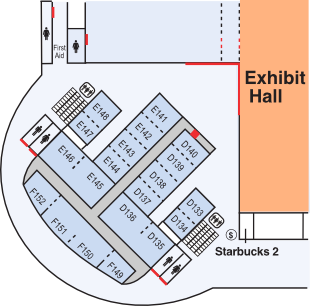 First
Aid
Exhibit
Hall
E148
E147
E141
E142
E143
E144
E146
E145
D140
D139
D138
D137
D136
D135
D133
D134
F152
F151
F150
F149
$
Starbucks 2